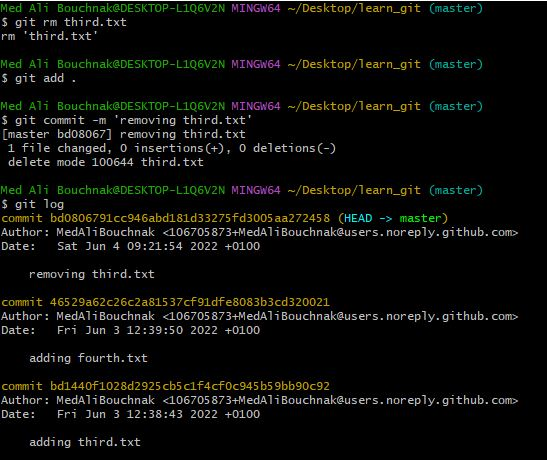 Med Ali Bouchnak@DESKTOP-L1Q6V2N MINGW64 ~/Desktop/learn_git (master)
$ git rm third.txt
rm 'third.txt'
Med Ali Bouchnak@DESKTOP-L1Q6V2N MINGW64 ~/Desktop/learn_git (master)
$ git add .
Med Ali Bouchnak@DESKTOP-L1Q6V2N MINGW64 ~/Desktop/learn_git (master)
$ git commit -m 'removing third.txt'
[master bd08067] removing third.txt
1 file changed, 0 insertions(+), 0 deletions(-)
delete mode 100644 third.txt
Med Ali Bouchnak@DESKTOP-L1Q6V2N MINGW64 ~/Desktop/learn_git (master)
$ git log
commit bd0806791cc946abd181d33275fd3005aa272458 (HEAD -> master)
Author: MedAliBouchnak <106705873+MedAliBouchnak@users.noreply.github.com>
Date:   Sat Jun 4 09:21:54 2022 +0100
removing third.txt
commit 46529a62c26c2a81537cf91dfe8083b3cd320021
Author: MedAliBouchnak <106705873+MedAliBouchnak@users.noreply.github.com>
Date:   Fri Jun 3 12:39:50 2022 +0100
adding fourth.txt
commit bd1440f1028d2925cb5c1f4cf0c945b59bb90c92
Author: MedAliBouchnak <106705873+MedAliBouchnak@users.noreply.github.com>
Date:   Fri Jun 3 12:38:43 2022 +0100
adding third.txt